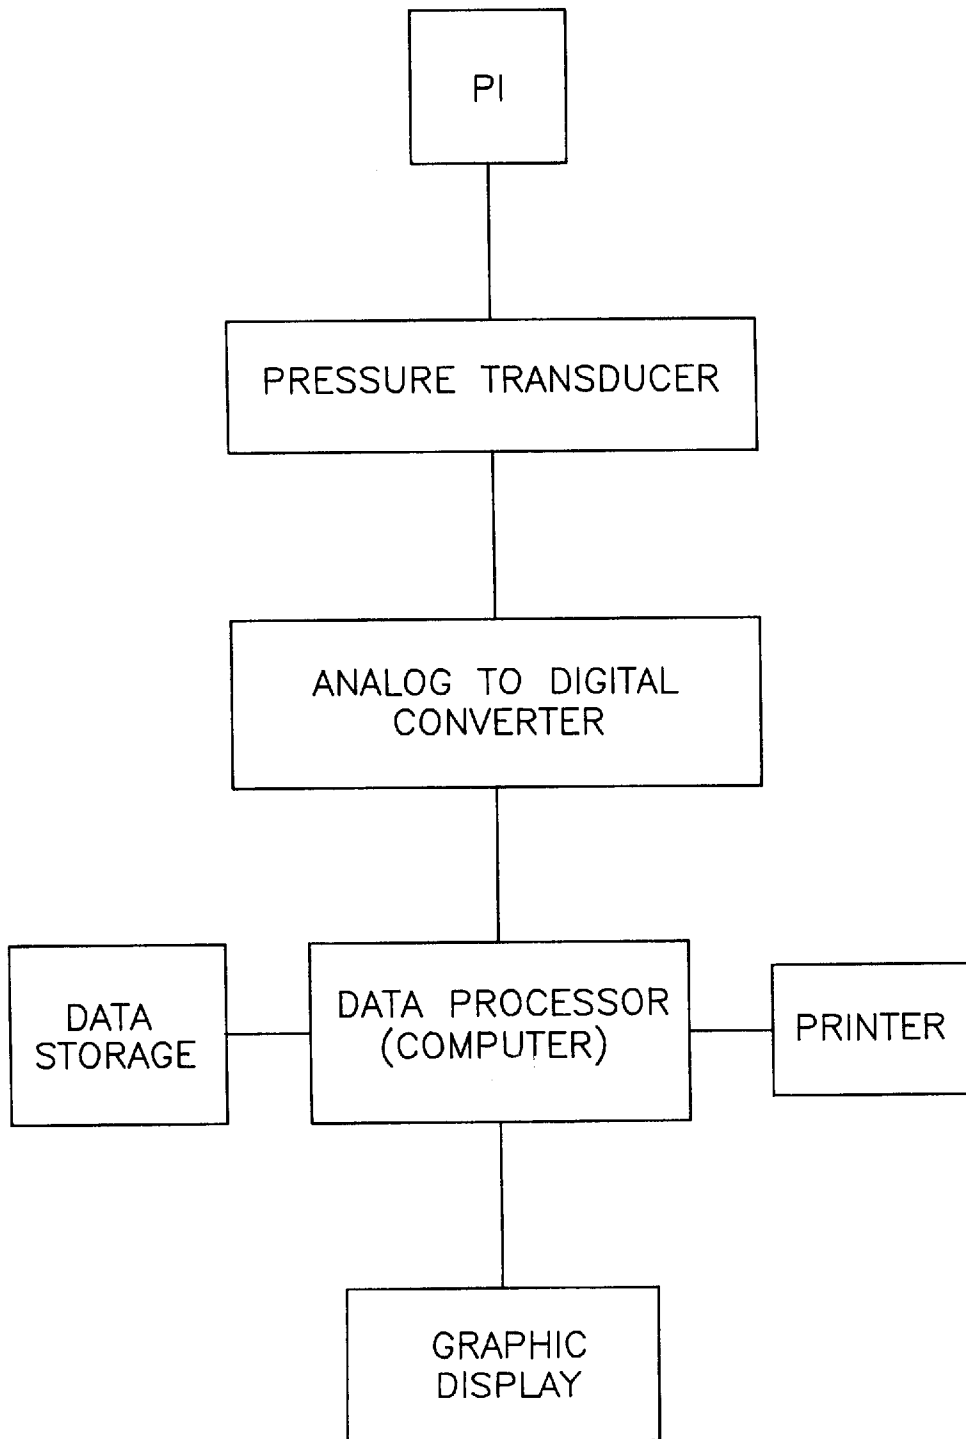 PI
PRESSURE TRANSDUCER
ANALOG TO DIGITAL
CONVERTER
DATA
STORAGE
DATA PROCESSOR
(COMPUTER)
PRINTER
GRAPHIC
DISPLAY